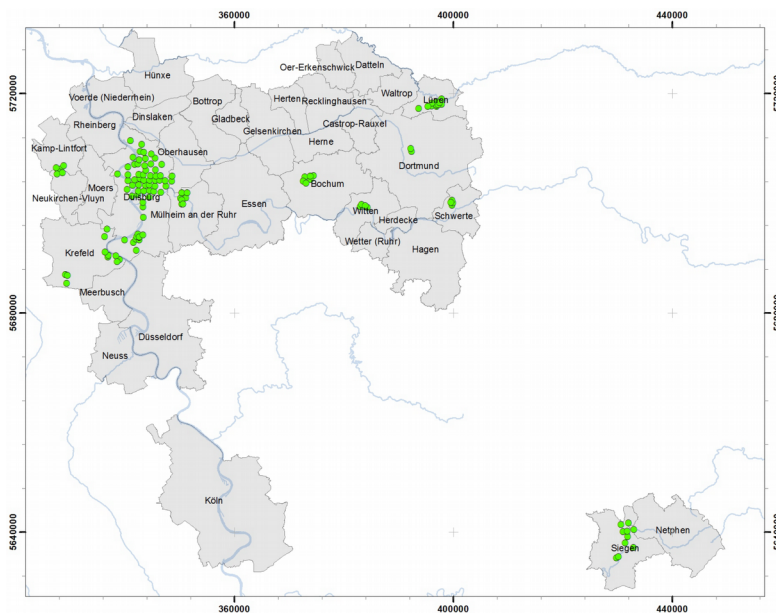 360000 400000 440000
Oer-Erkenschwick
Datteln
Hünxe
Voerde (Niederrhein)
Bottrop
Herten
Recklinghausen
Waltrop
Lünen
5720000
Dinslaken
Gladbeck
Rheinberg
Castrop-Rauxel
Gelsenkirchen
Herne
Kamp-Lintfort
Oberhausen
Dortmund
Moers
Bochum
Neukirchen-Vluyn
Duisburg
Essen
Mülheim an der Ruhr
Witten
Herdecke
Schwerte
Wetter (Ruhr)
Hagen
Krefeld
Meerbusch
5680000
Düsseldorf
Neuss
Köln
Netphen
5640000
Siegen
360000 400000 440000